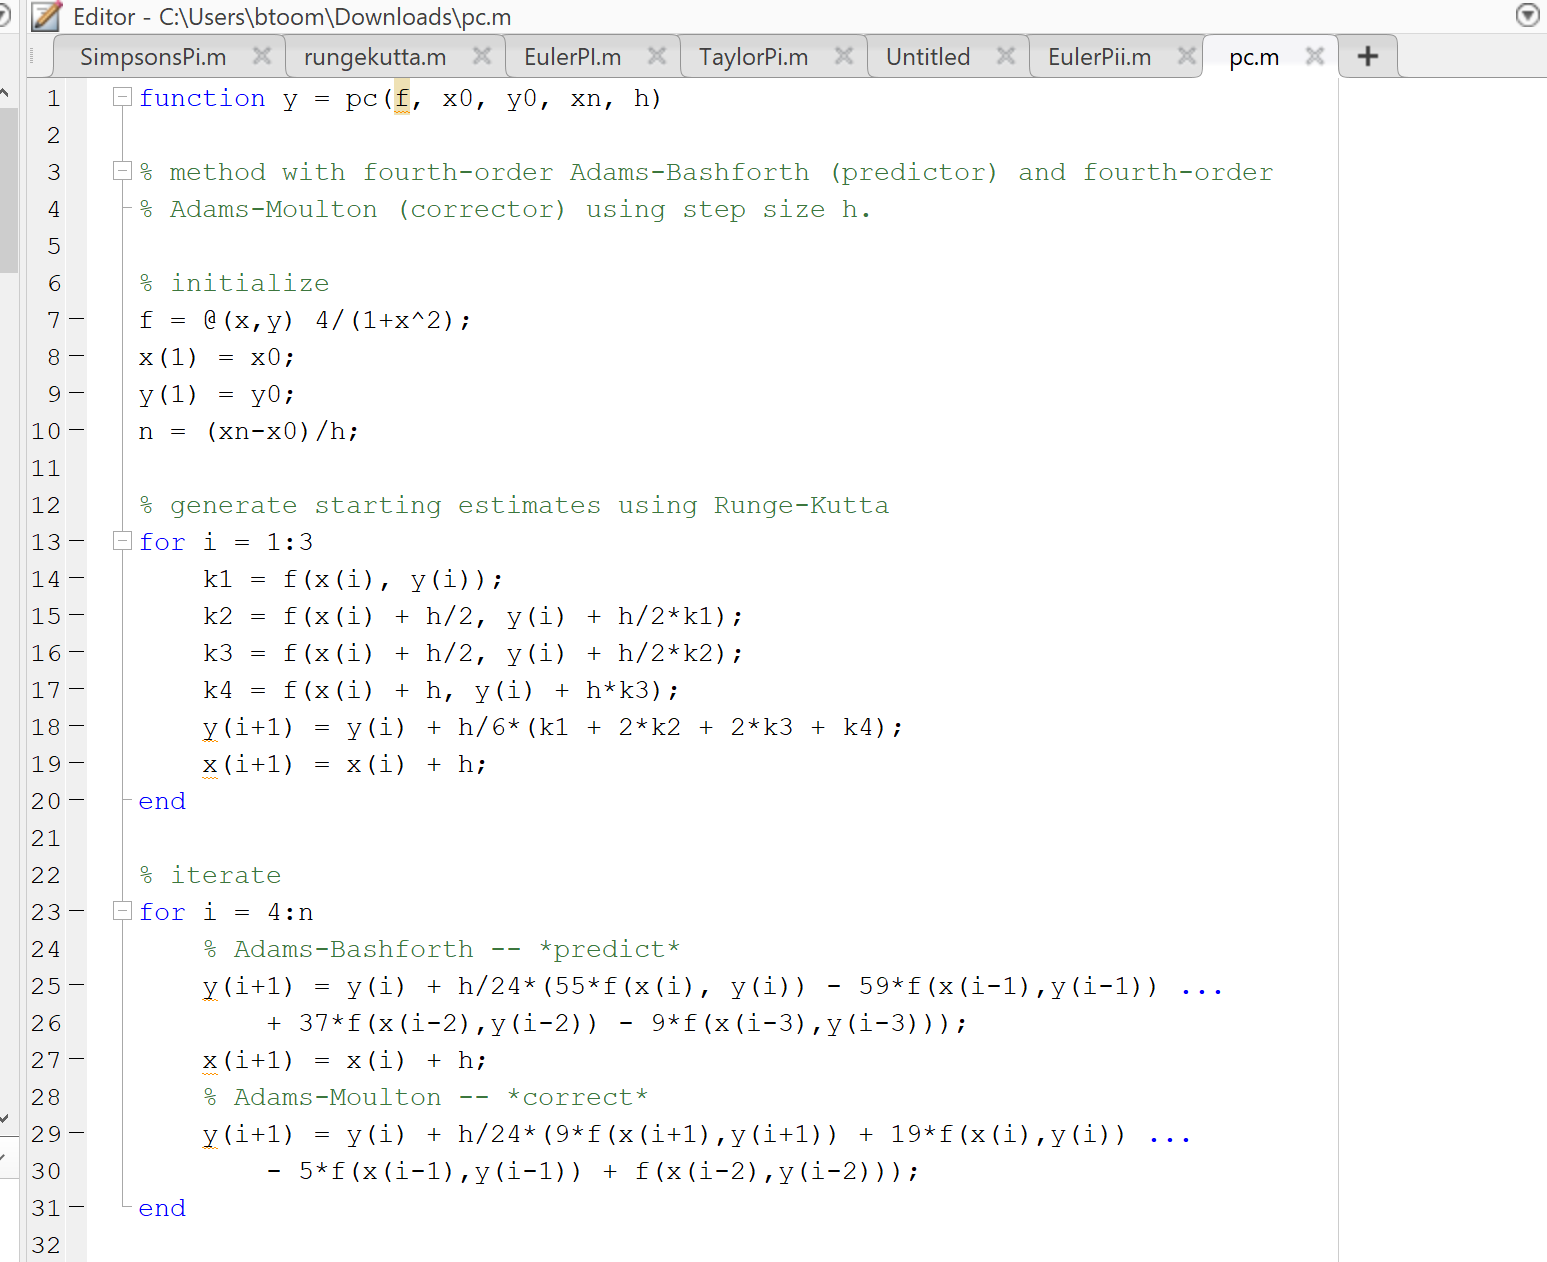 Editor - C:\Users\btoom\Downloads\pc.m
SimpsonsPi.m rungekutta.m EulerPI.m TaylorPi.m Untitled EulerPii.m pc.m +
1 function y = pc(f, x0, y0, xn, h)
2
3 % method with fourth-order Adams-Bashforth (predictor) and fourth-order
4 % Adams-Moulton (corrector) using step size h.
5
6 % initialize
7 f = @(x,y) 4/(1+x^2);
8 x(1) = x0;
9 y(1) = y0;
10 n = (xn-x0)/h;
11
12 % generate starting estimates using Runge-Kutta
13 for i = 1:3
14 k1 = f(x(i), y(i));
15 k2 = f(x(i) + h/2, y(i) + h/2*k1);
16 k3 = f(x(i) + h/2, y(i) + h/2*k2);
17 k4 = f(x(i) + h, y(i) + h*k3);
18 y(i+1) = y(i) + h/6*(k1 + 2*k2 + 2*k3 + k4);
19 x(i+1) = x(i) + h;
20 end
21
22 % iterate
23 for i = 4:n
24 % Adams-Bashforth -- *predict*
25 y(i+1) = y(i) + h/24*(55*f(x(i), y(i)) - 59*f(x(i-1),y(i-1)) ...
26 + 37*f(x(i-2),y(i-2)) - 9*f(x(i-3),y(i-3)));
27 x(i+1) = x(i) + h;
28 % Adams-Moulton -- *correct*
29 y(i+1) = y(i) + h/24*(9*f(x(i+1),y(i+1)) + 19*f(x(i),y(i)) ...
30 - 5*f(x(i-1),y(i-1)) + f(x(i-2),y(i-2)));
31 end
32